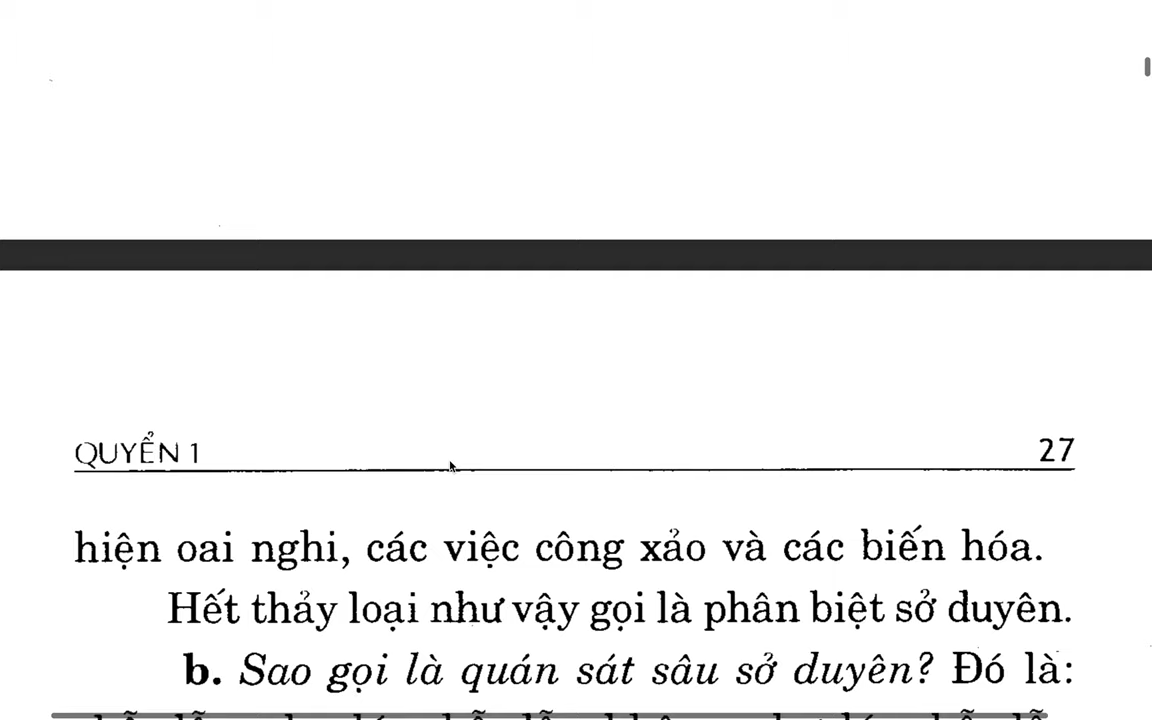 QUYỂN 1 27
hiện oai nghi, các việc công xảo và các biến hóa.
Hết thảy loại như vậy gọi là phân biệt sở duyên.
b. Sao gọi là quán sát sâu sở duyên? Đó là: